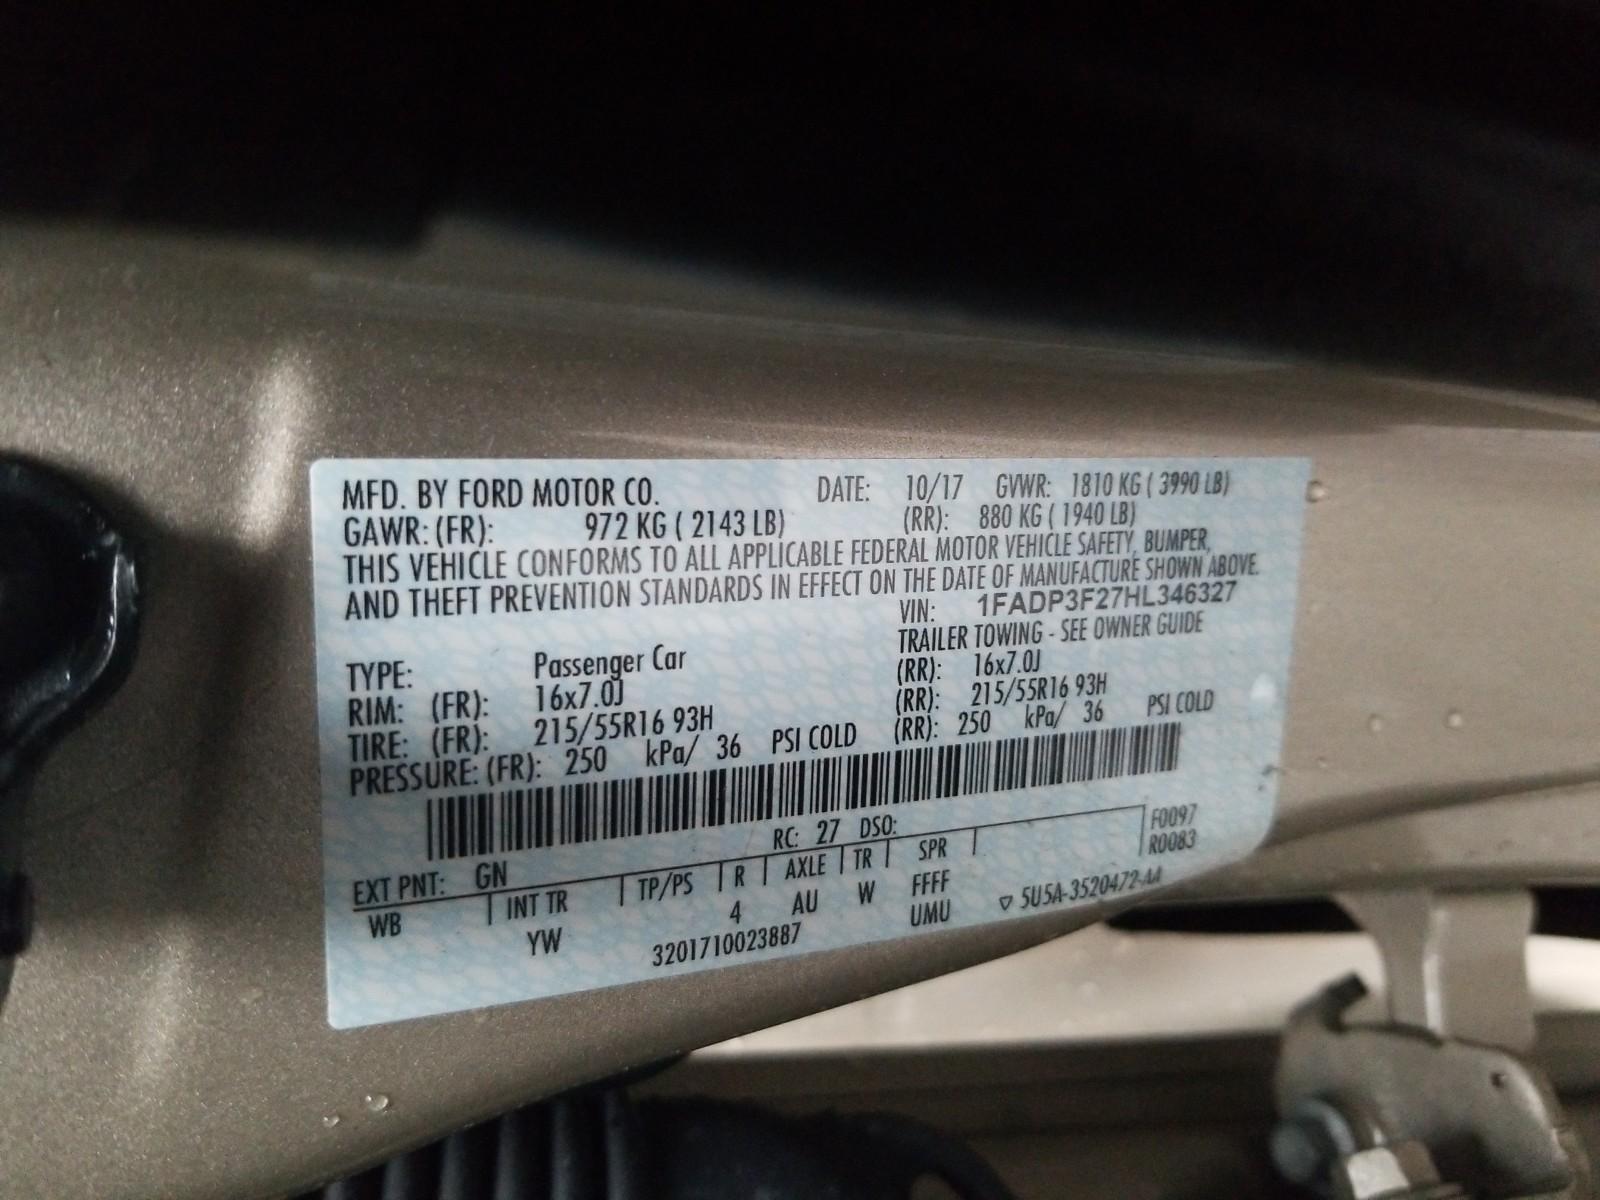 MFD. BY FORD MOTOR CO. DATE: 10/17 GVWR: 1810 KG ( 3990 LB)
GAWR: (FR): 972 KG ( 2143 LB) (RR): 880 KG ( 1940 LB)
THIS VEHICLE CONFORMS TO ALL APPLICABLE FEDERAL MOTOR VEHICLE SAFETY, BUMPER,
AND THEFT PREVENTION STANDARDS IN EFFECT ON THE DATE OF MANUFACTURE SHOWN ABOVE.
VIN: 1FADP3F27HL346327
TRAILER TOWING - SEE OWNER GUIDE
TYPE: Passenger Car
RIM: (FR): 16x7.0J (RR): 16x7.0J
TIRE: (FR): 215/55R16 93H (RR): 215/55R16 93H
PRESSURE: (FR): 250 kPa/ 36 PSI COLD (RR): 250 kPa/ 36 PSI COLD
RC: 27 DSO: F0097
EXT PNT: GN R0083
WB INT TR TP/PS R AXLE TR SPR
YW 4 AU W FFFF
UMU ▽ 5U5A-3520472-AA
3201710023887